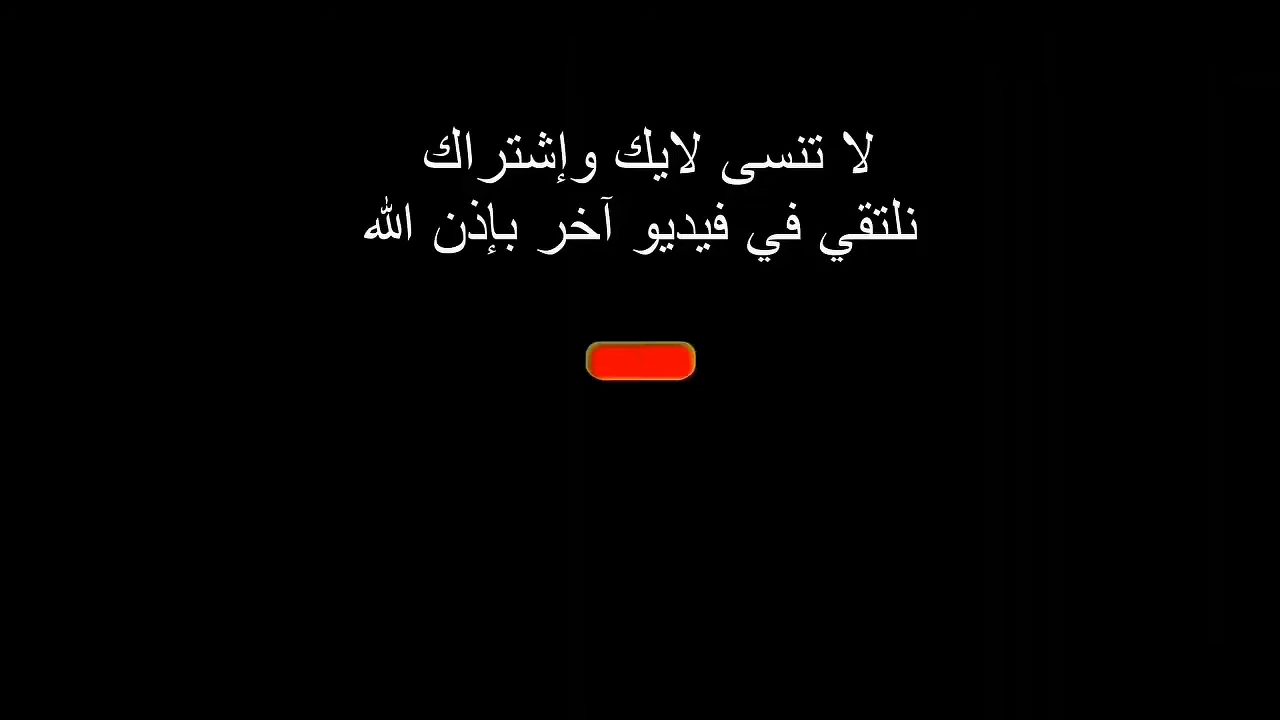 لا تنسى لايك وإشتراك
نلتقي في فيديو آخر بإذن الله